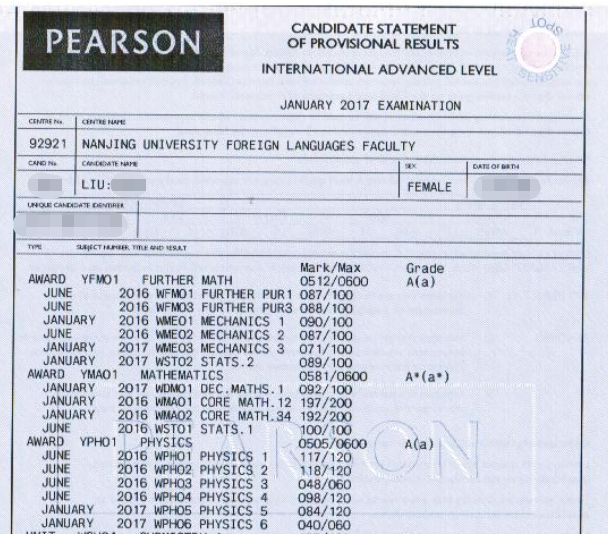 PEARSON
CANDIDATE STATEMENT
OF PROVISIONAL RESULTS
INTERNATIONAL ADVANCED LEVEL
HEAT SENSITIVE SPOT
JANUARY 2017 EXAMINATION
CENTRE No. CENTRE NAME
92921 NANJING UNIVERSITY FOREIGN LANGUAGES FACULTY
CAND No. CANDIDATE NAME SEX DATE OF BIRTH
LIU: FEMALE
UNIQUE CANDIDATE IDENTIFIER
TYPE SUBJECT NUMBER, TITLE AND RESULT
Mark/Max Grade
AWARD YFM01 FURTHER MATH 0512/0600 A(a)
JUNE 2016 WFM01 FURTHER PUR1 087/100
JUNE 2016 WFM03 FURTHER PUR3 088/100
JANUARY 2016 WME01 MECHANICS 1 090/100
JUNE 2016 WME02 MECHANICS 2 087/100
JANUARY 2017 WME03 MECHANICS 3 071/100
JANUARY 2017 WST02 STATS.2 089/100
AWARD YMA01 MATHEMATICS 0581/0600 A*(a*)
JANUARY 2017 WDM01 DEC.MATHS.1 092/100
JANUARY 2016 WMA01 CORE MATH.12 197/200
JANUARY 2016 WMA02 CORE MATH.34 192/200
JUNE 2016 WST01 STATS.1 100/100
AWARD YPH01 PHYSICS 0505/0600 A(a)
JUNE 2016 WPH01 PHYSICS 1 117/120
JUNE 2016 WPH02 PHYSICS 2 118/120
JUNE 2016 WPH03 PHYSICS 3 048/060
JUNE 2016 WPH04 PHYSICS 4 098/120
JANUARY 2017 WPH05 PHYSICS 5 084/120
JANUARY 2017 WPH06 PHYSICS 6 040/060
PEARSON